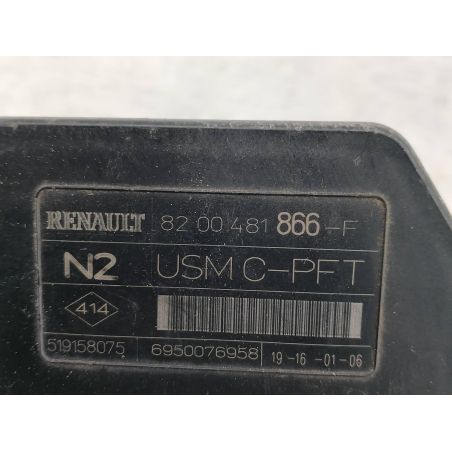 RENAULT 82 00 481 866-F
N2 USM C-PFT
414
519158075 6950076958 19-16-01-06